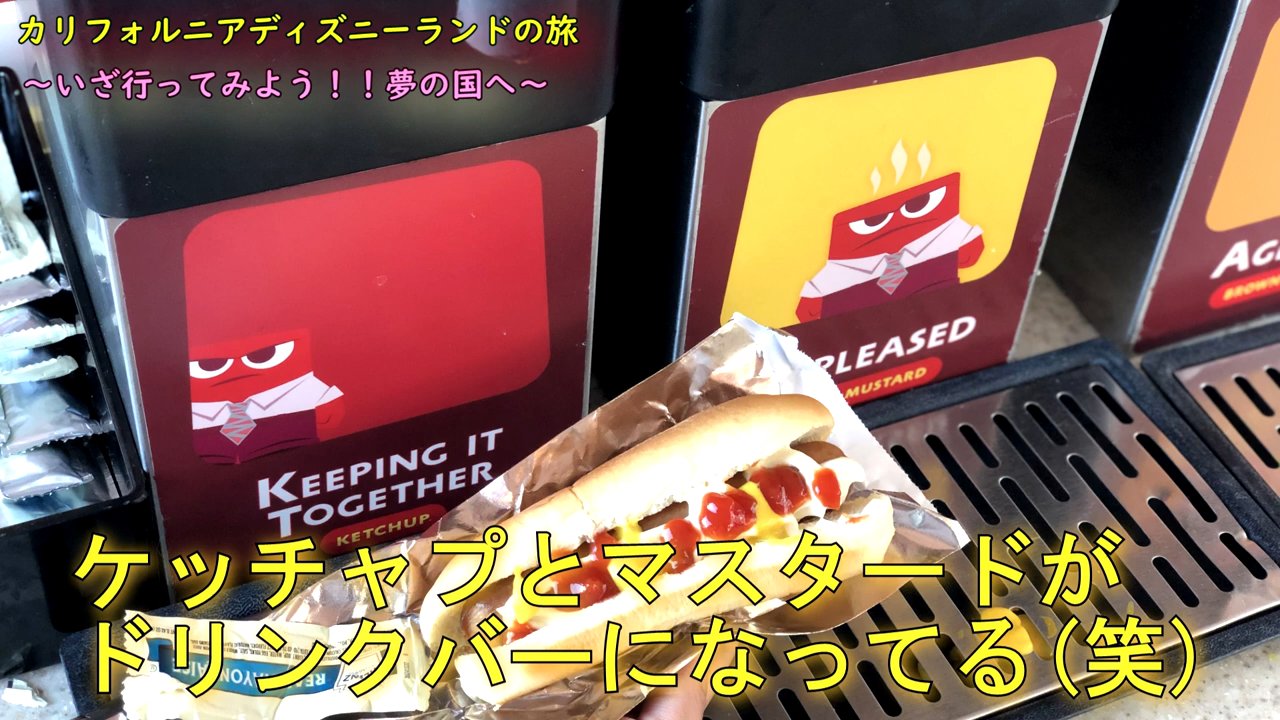 カリフォルニアディズニーランドの旅
～いざ行ってみよう！！夢の国へ～
KEEPING IT
TOGETHER
KETCHUP
PLEASED
MUSTARD
BROWN
ケッチャプとマスタードが
ドリンクバーになってる(笑)